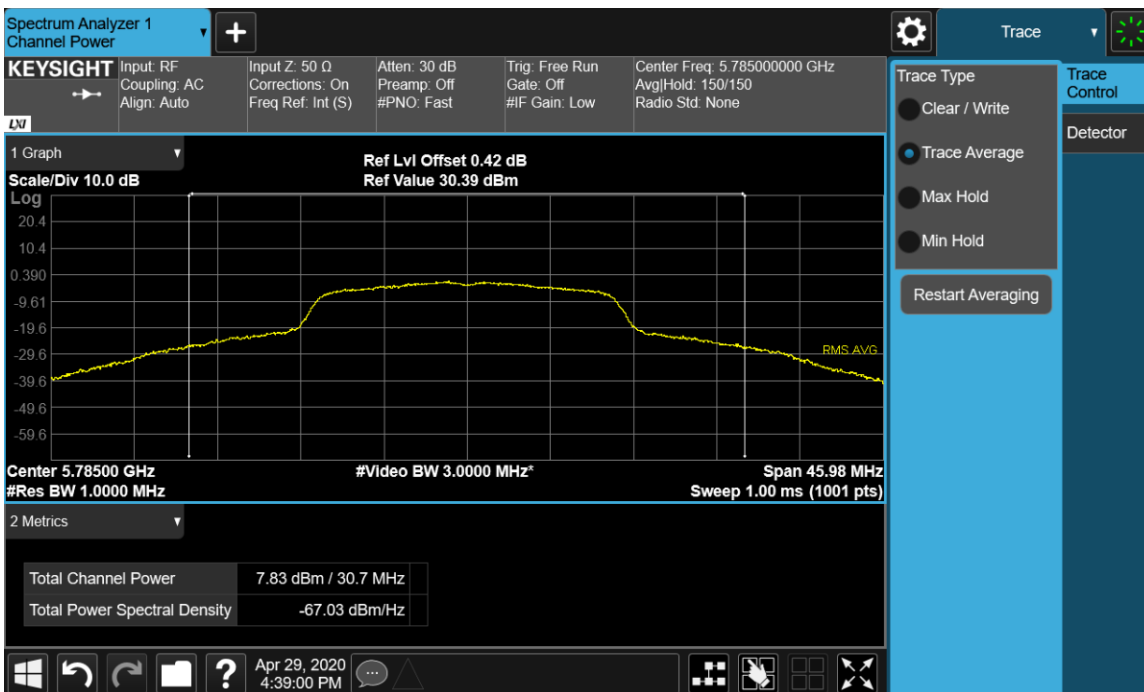 Spectrum Analyzer 1
Channel Power
Trace
KEYSIGHT
LXI
Input: RF
Coupling: AC
Align: Auto
Input Z: 50 Ω
Corrections: On
Freq Ref: Int (S)
Atten: 30 dB
Preamp: Off
#PNO: Fast
Trig: Free Run
Gate: Off
#IF Gain: Low
Center Freq: 5.785000000 GHz
Avg|Hold: 150/150
Radio Std: None
1 Graph
Scale/Div 10.0 dB
Ref Lvl Offset 0.42 dB
Ref Value 30.39 dBm
Log
20.4
10.4
0.390
-9.61
-19.6
-29.6
-39.6
-49.6
-59.6
RMS AVG
Center 5.78500 GHz
#Res BW 1.0000 MHz
#Video BW 3.0000 MHz*
Span 45.98 MHz
Sweep 1.00 ms (1001 pts)
2 Metrics
Total Channel Power 7.83 dBm / 30.7 MHz
Total Power Spectral Density -67.03 dBm/Hz
Apr 29, 2020
4:39:00 PM
Trace Type
Clear / Write
Trace Average
Max Hold
Min Hold
Restart Averaging
Trace
Control
Detector